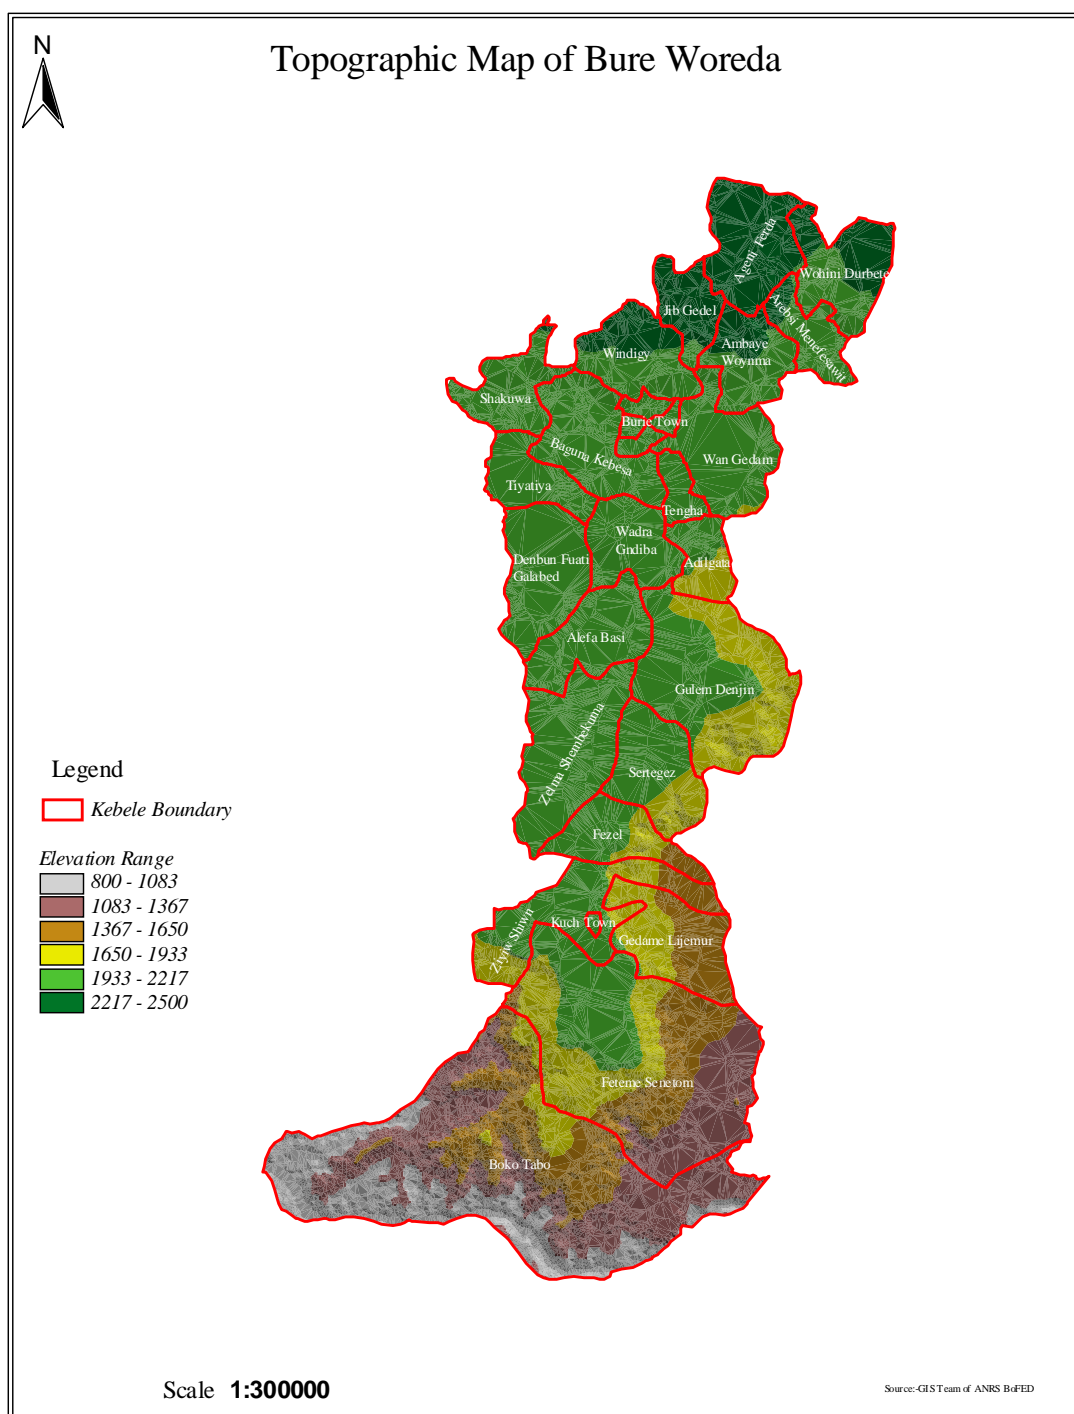 N
Topographic Map of Bure Woreda
Ageni Ferda
Wohini Durbete
Jib Gedel
Arebsi Menefesawit
Ambaye
Woynma
Windigy
Shakuwa
Burie Town
Baguna Kebesa
Wan Gedam
Tiyatiya
Tengha
Wadra
Gndiba
Denbun Fuati
Galabed
Adilgata
Alefa Basi
Gulem Denjin
Zelma Shembekuma
Sertegez
Fezel
Legend
Kebele Boundary
Elevation Range
800 - 1083
1083 - 1367
1367 - 1650
1650 - 1933
1933 - 2217
2217 - 2500
Kuch Town
Ziyiw Shiwn
Gedame Lijemur
Feteme Senetom
Boko Tabo
Scale 1:300000
Source:-GIS Team of ANRS BoFED